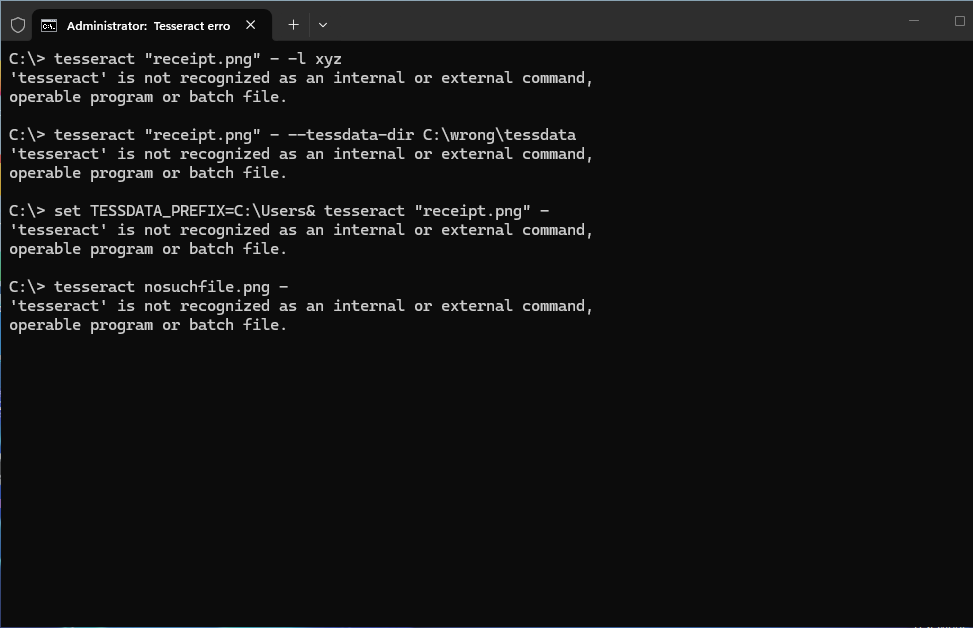 Administrator: Tesseract erro
C:\> tesseract "receipt.png" - -l xyz
'tesseract' is not recognized as an internal or external command,
operable program or batch file.
C:\> tesseract "receipt.png" - --tessdata-dir C:\wrong\tessdata
'tesseract' is not recognized as an internal or external command,
operable program or batch file.
C:\> set TESSDATA_PREFIX=C:\Users& tesseract "receipt.png" -
'tesseract' is not recognized as an internal or external command,
operable program or batch file.
C:\> tesseract nosuchfile.png -
'tesseract' is not recognized as an internal or external command,
operable program or batch file.